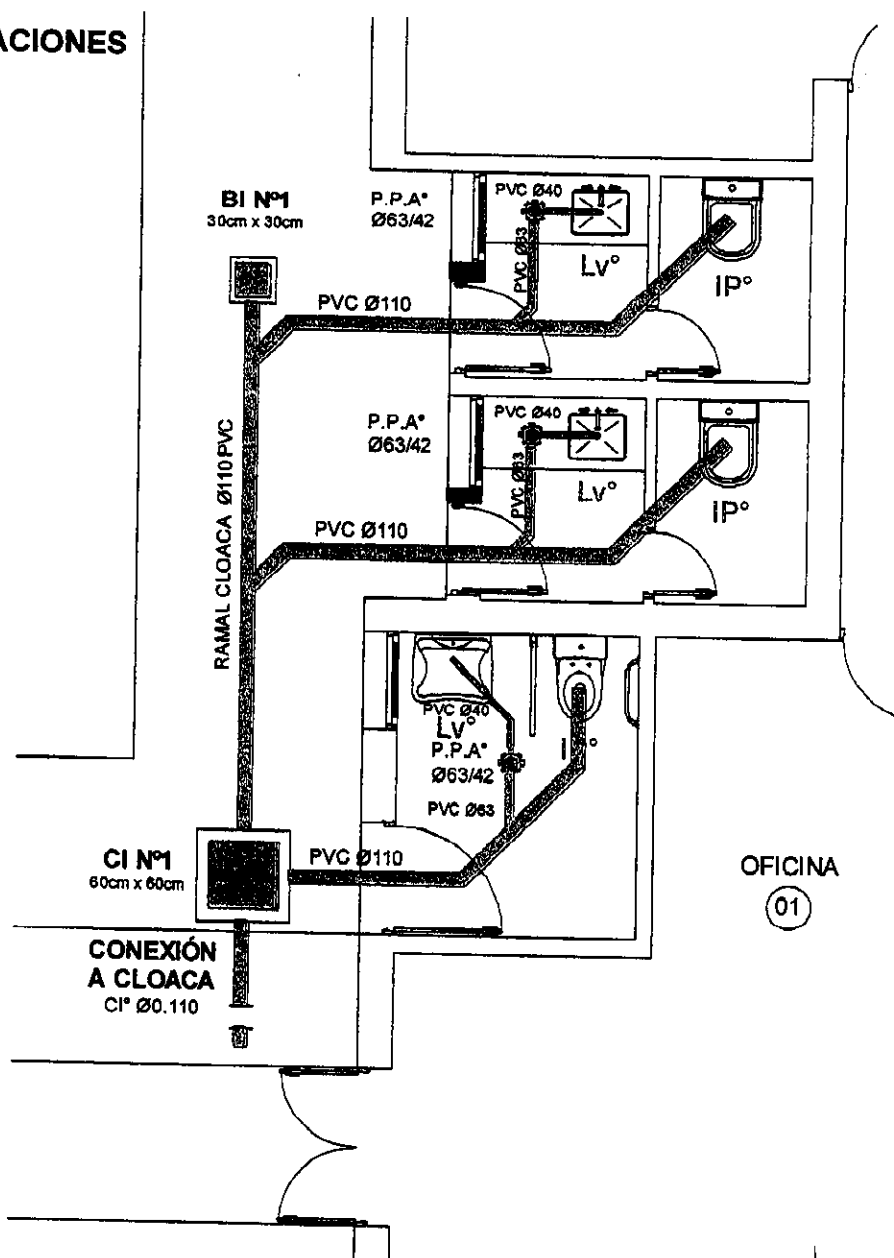 ACIONES
BI Nº1
30cm x 30cm
P.P.A°
Ø63/42
PVC Ø40
PVC Ø63
Lv°
IP°
PVC Ø110
P.P.A°
Ø63/42
PVC Ø40
PVC Ø63
Lv°
IP°
PVC Ø110
RAMAL CLOACA Ø110 PVC
PVC Ø40
Lv°
P.P.A°
Ø63/42
PVC Ø63
CI Nº1
60cm x 60cm
PVC Ø110
OFICINA
01
CONEXIÓN
A CLOACA
CI° Ø0.110